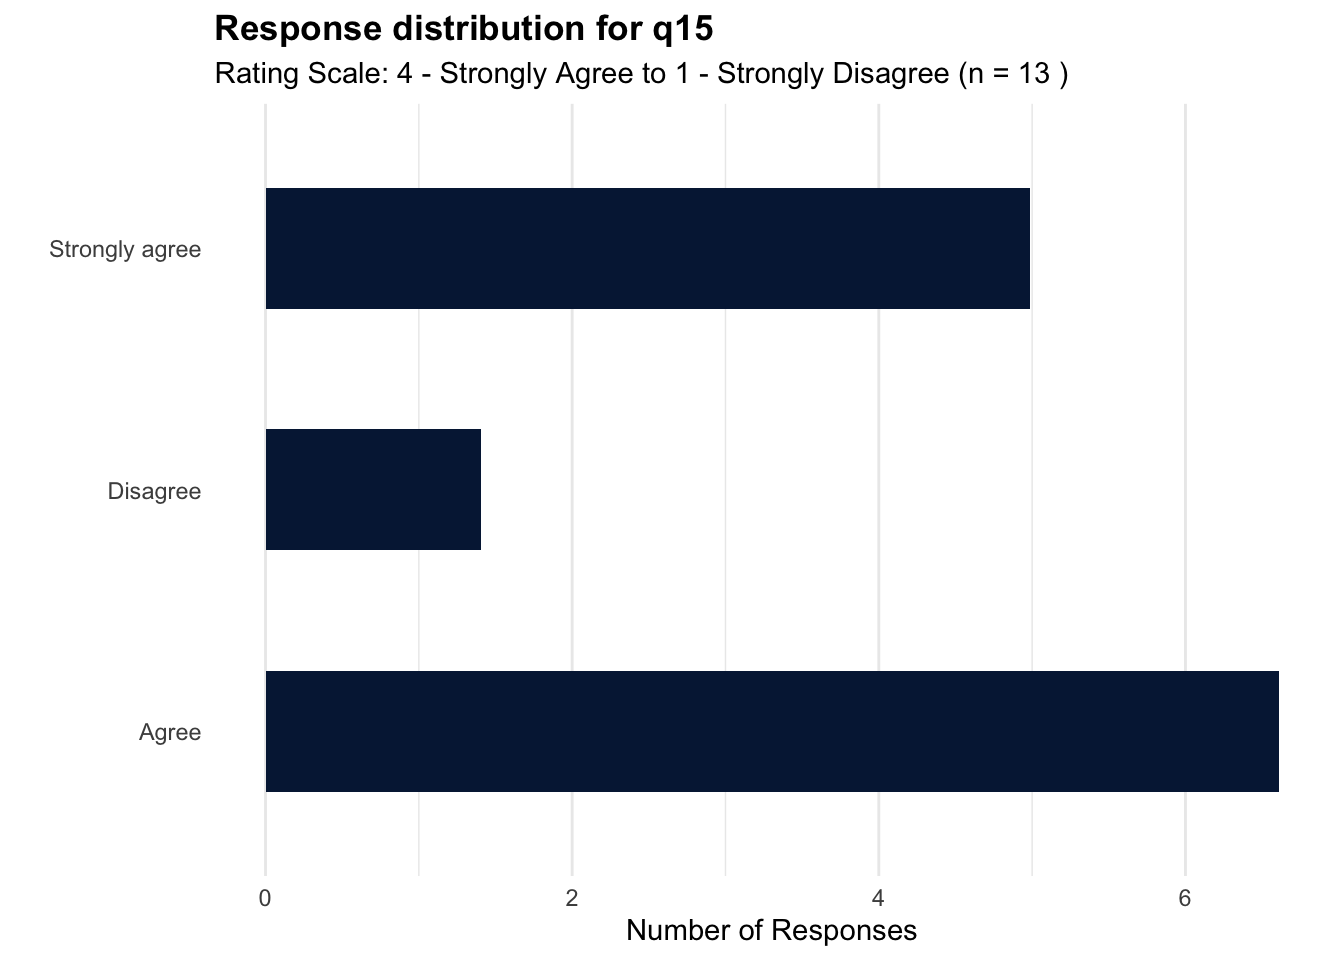 Response distribution for q15
Rating Scale: 4 - Strongly Agree to 1 - Strongly Disagree (n = 13 )
Strongly agree
Disagree
Agree
0 2 4 6
Number of Responses